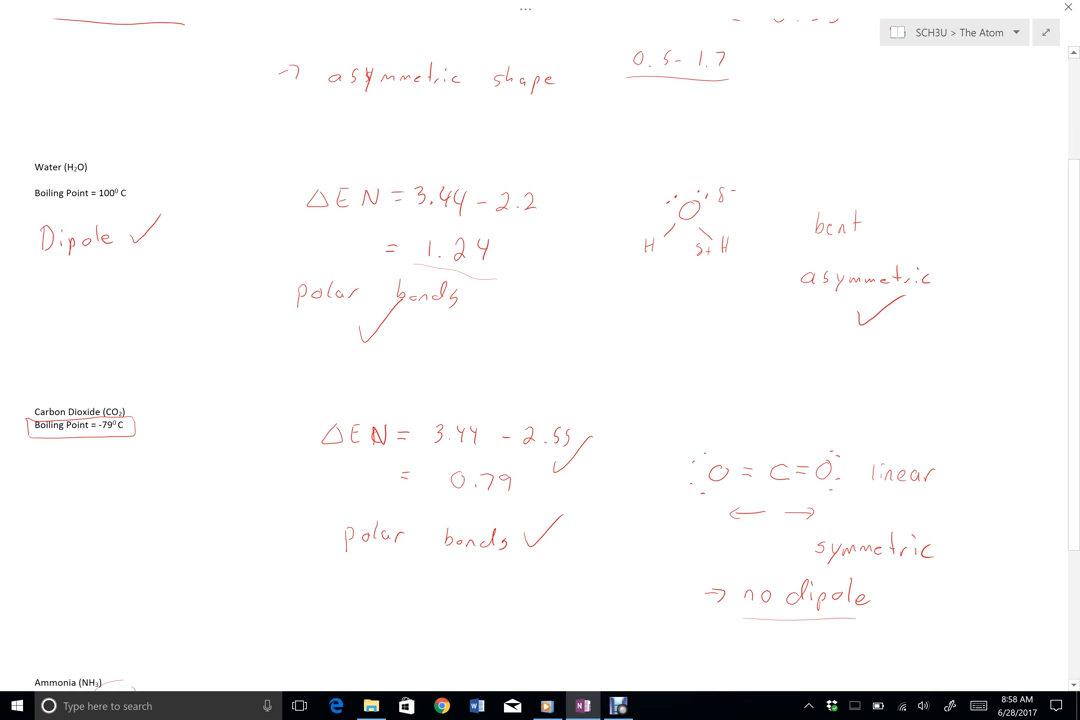 SCH3U > The Atom
0.5 - 1.7
→ asymmetric shape
Water (H₂O)
Boiling Point = 100⁰ C
Dipole ✓
ΔEN = 3.44 - 2.2
= 1.24
polar bonds
✓
O δ-
H δ+ H
bent
asymmetric
✓
Carbon Dioxide (CO₂)
Boiling Point = -79⁰ C
ΔEN = 3.44 - 2.55 ✓
= 0.79
polar bonds ✓
O = C = O linear
← →
symmetric
→ no dipole
Ammonia (NH₃)
Type here to search
8:58 AM
6/28/2017